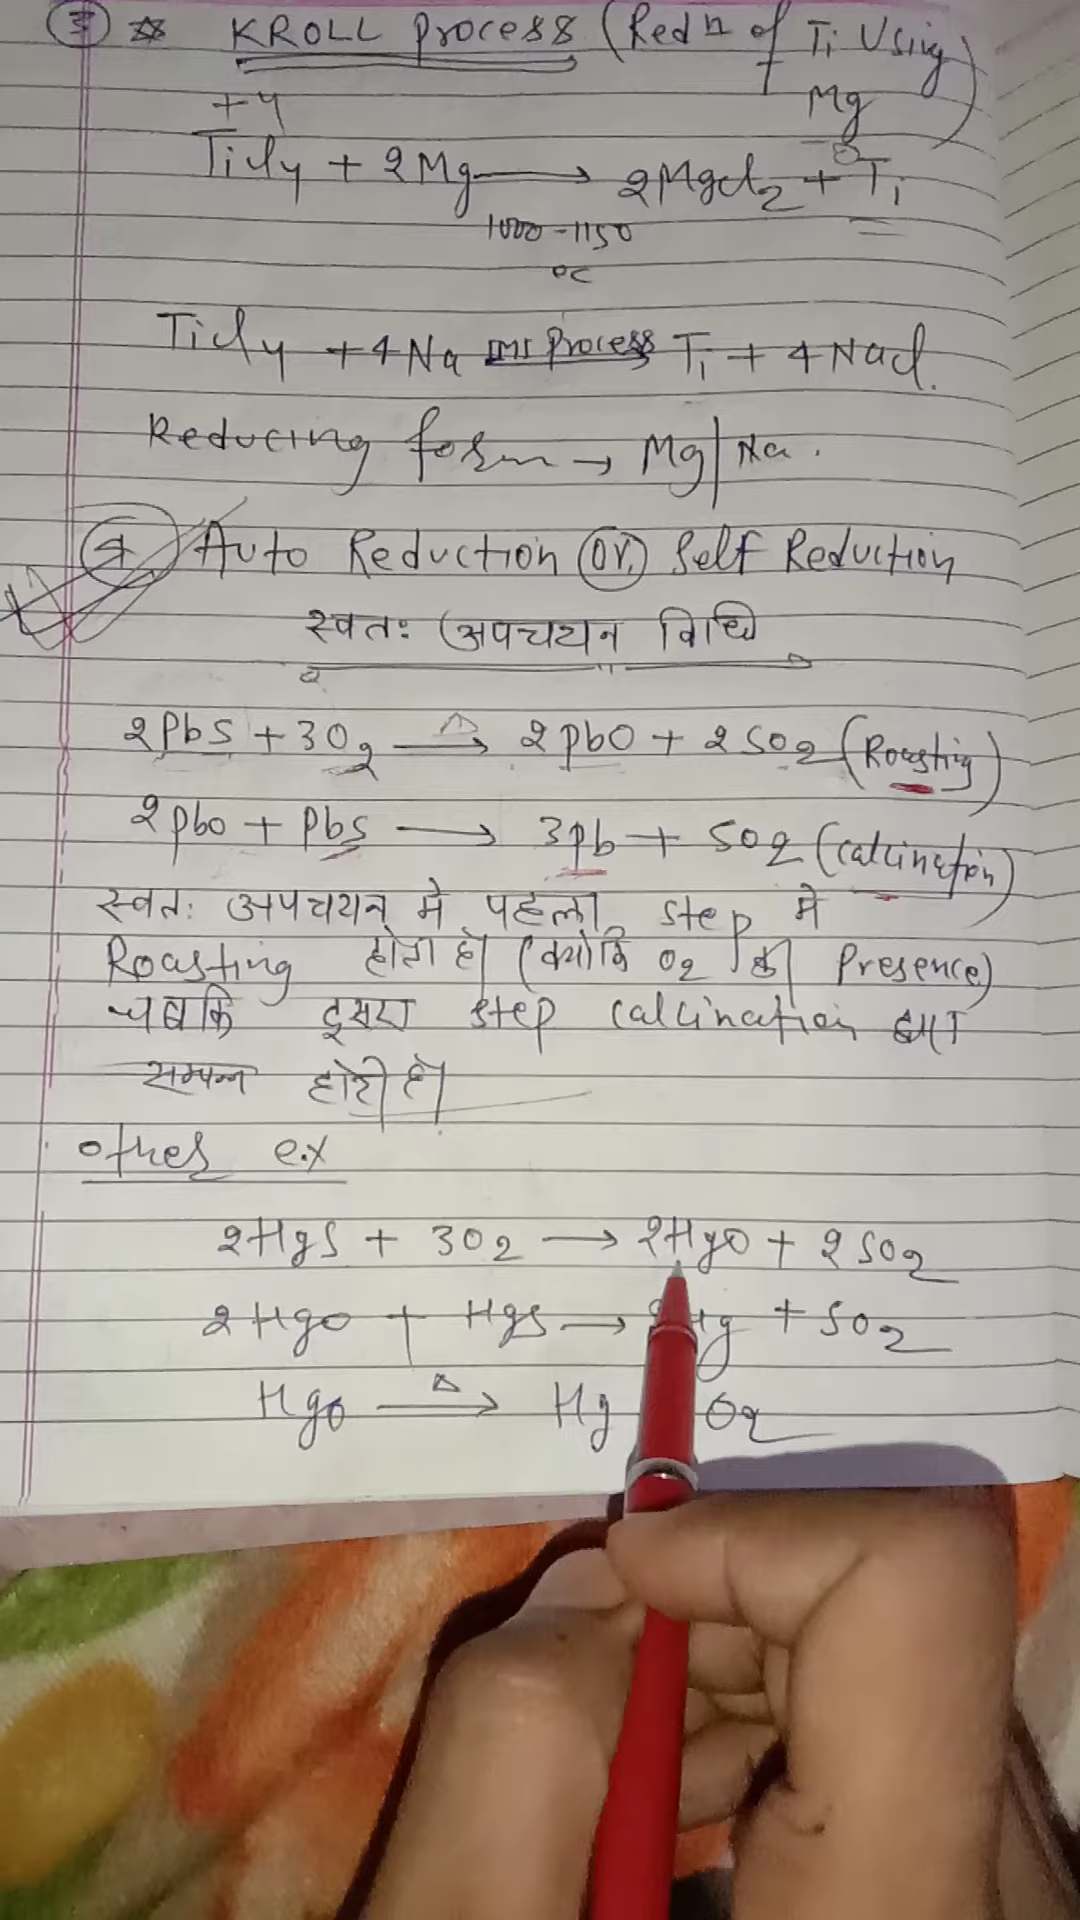 ३ ☆ KROLL Process (Redn of Ti Using Mg)
+4 0
Ticl4 + 2Mg → 2Mgcl2 + Ti
1000-1150
°C
Ticl4 + 4Na IMI Process Ti + 4Nacl.
Reducing form → Mg/Na.
४ Auto Reduction OR Self Reduction
स्वतः अपचयन विधि
2PbS + 3O2 Δ→ 2PbO + 2SO2 (Roasting)
2Pbo + Pbs → 3Pb + SO2 (calcination)
स्वतः अपचयन मे पहला step मे
Roasting होता है (क्योकि O2 की Presence)
जबकि दूसरा step calcination द्वारा
सम्पन्न होती है।
other ex
2HgS + 3O2 → 2HgO + 2SO2
2HgO + HgS → Hg + SO2
HgO Δ→ Hg O2